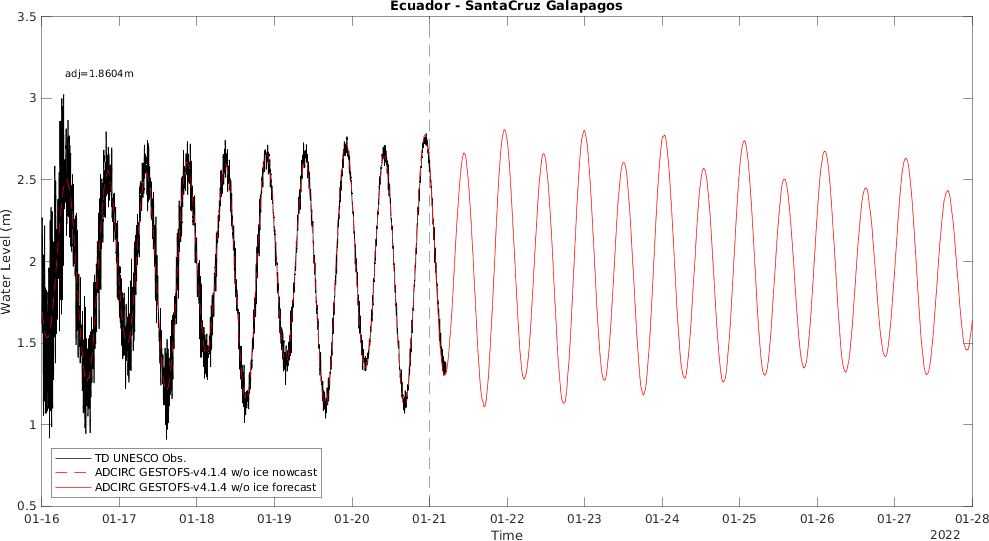 Ecuador - SantaCruz Galapagos
3.5
adj=1.8604m
3
2.5
2
1.5
1
0.5
Water Level (m)
TD UNESCO Obs.
ADCIRC GESTOFS-v4.1.4 w/o ice nowcast
ADCIRC GESTOFS-v4.1.4 w/o ice forecast
01-16 01-17 01-18 01-19 01-20 01-21 01-22 01-23 01-24 01-25 01-26 01-27 01-28
Time
2022